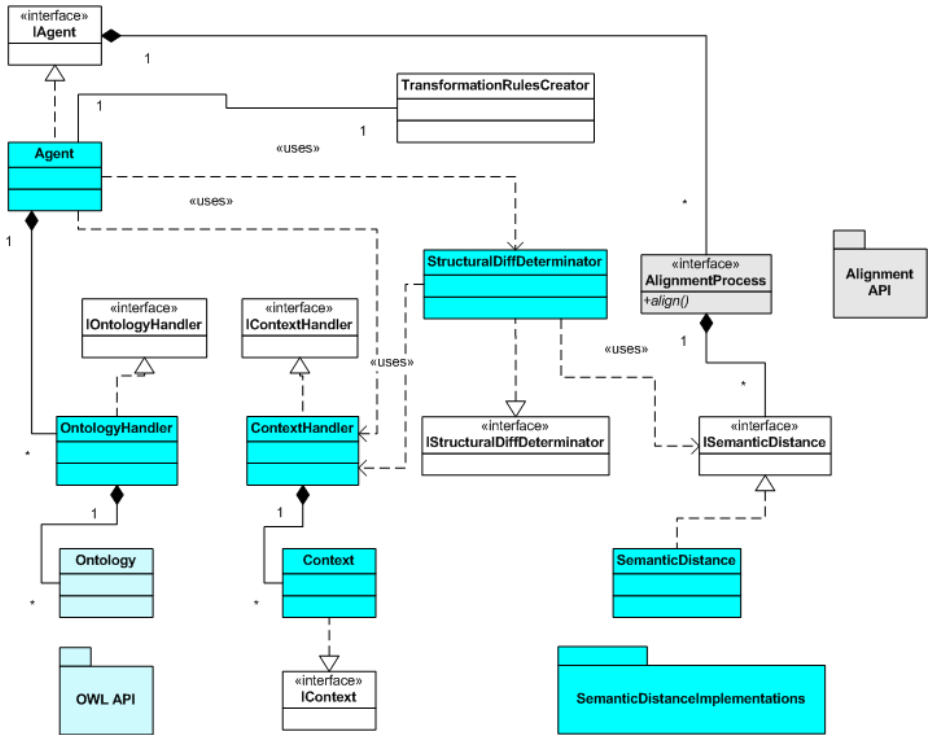 «interface»
IAgent
1
TransformationRulesCreator
1
1
«uses»
Agent
«uses»
*
1
StructuralDiffDeterminator
«interface»
AlignmentProcess
+align()
Alignment
API
«interface»
IOntologyHandler
«interface»
IContextHandler
«uses»
«uses»
1
*
OntologyHandler
ContextHandler
«interface»
IStructuralDiffDeterminator
«interface»
ISemanticDistance
*
1
1
Ontology
Context
SemanticDistance
*
*
OWL API
«interface»
IContext
SemanticDistanceImplementations